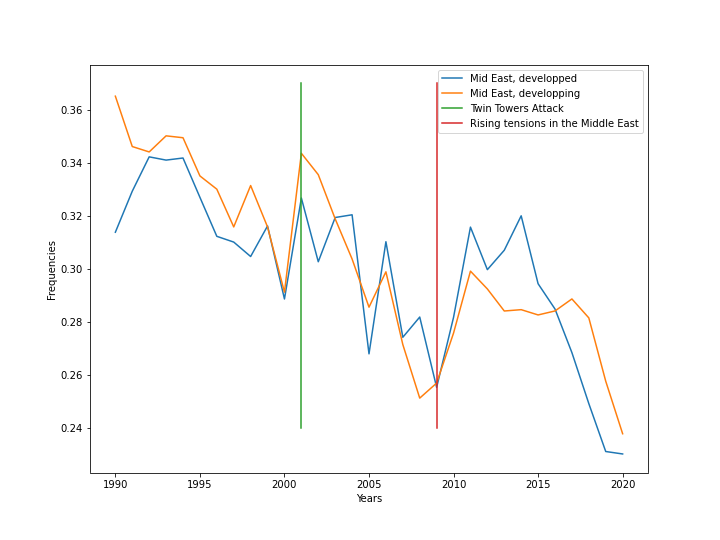 Mid East, developped
Mid East, developping
Twin Towers Attack
Rising tensions in the Middle East
0.36
0.34
0.32
0.30
0.28
0.26
0.24
Frequencies
1990 1995 2000 2005 2010 2015 2020
Years